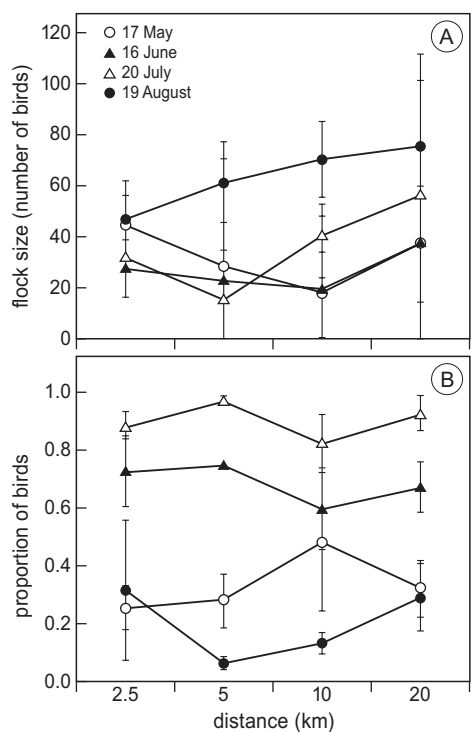 17 May
16 June
20 July
19 August
A
120
100
80
60
40
20
0
flock size (number of birds)
B
1.0
0.8
0.6
0.4
0.2
0.0
proportion of birds
2.5 5 10 20
distance (km)